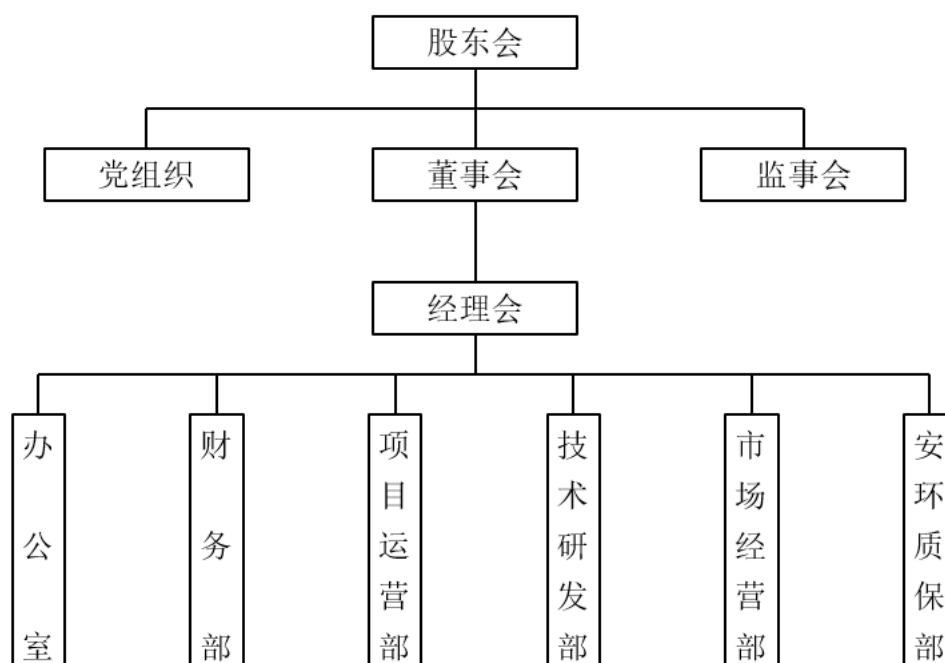 股东会
党组织
董事会
监事会
经理会
办公室
财务部
项目运营部
技术研发部
市场经营部
安环质保部